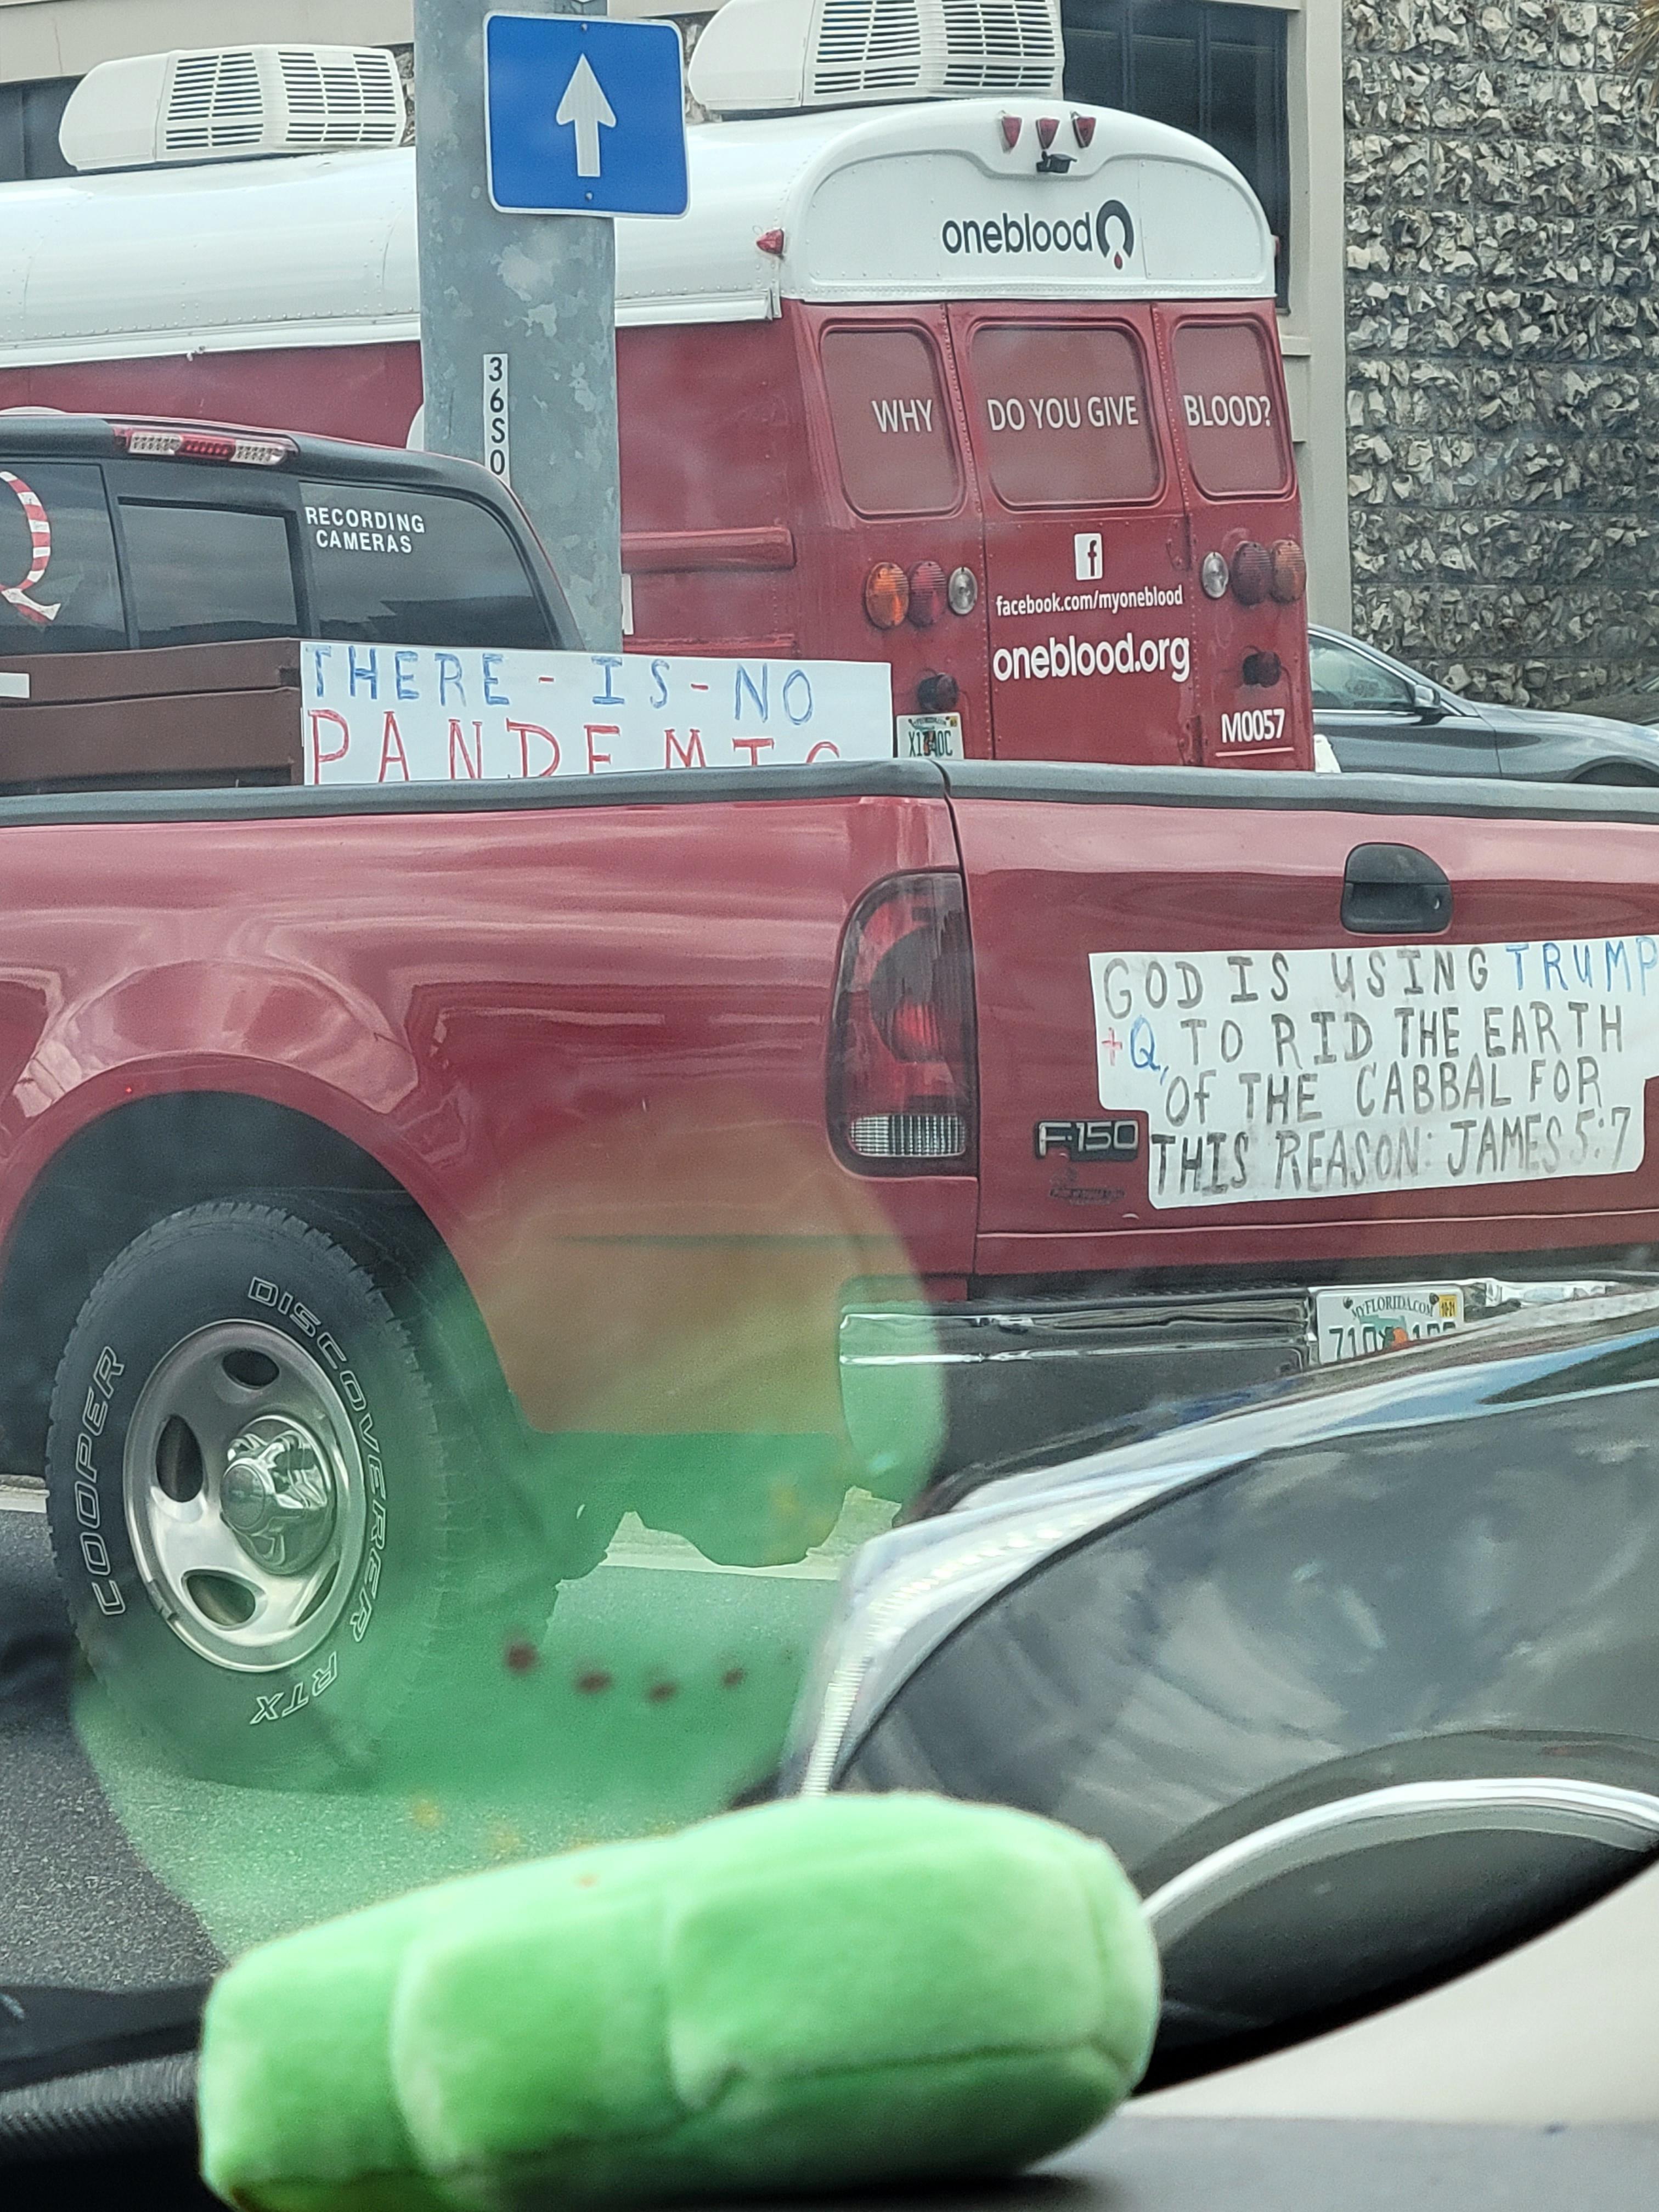 oneblood
36S0
WHY DO YOU GIVE BLOOD?
Q
RECORDING
CAMERAS
f
facebook.com/myoneblood
oneblood.org
M0057
THERE - IS - NO
PANDEMIC
GOD IS USING TRUMP
+Q, TO RID THE EARTH
OF THE CABBAL FOR
THIS REASON: JAMES 5:7
F-150
MYFLORIDA.COM
COOPER
DISCOVERER RTX